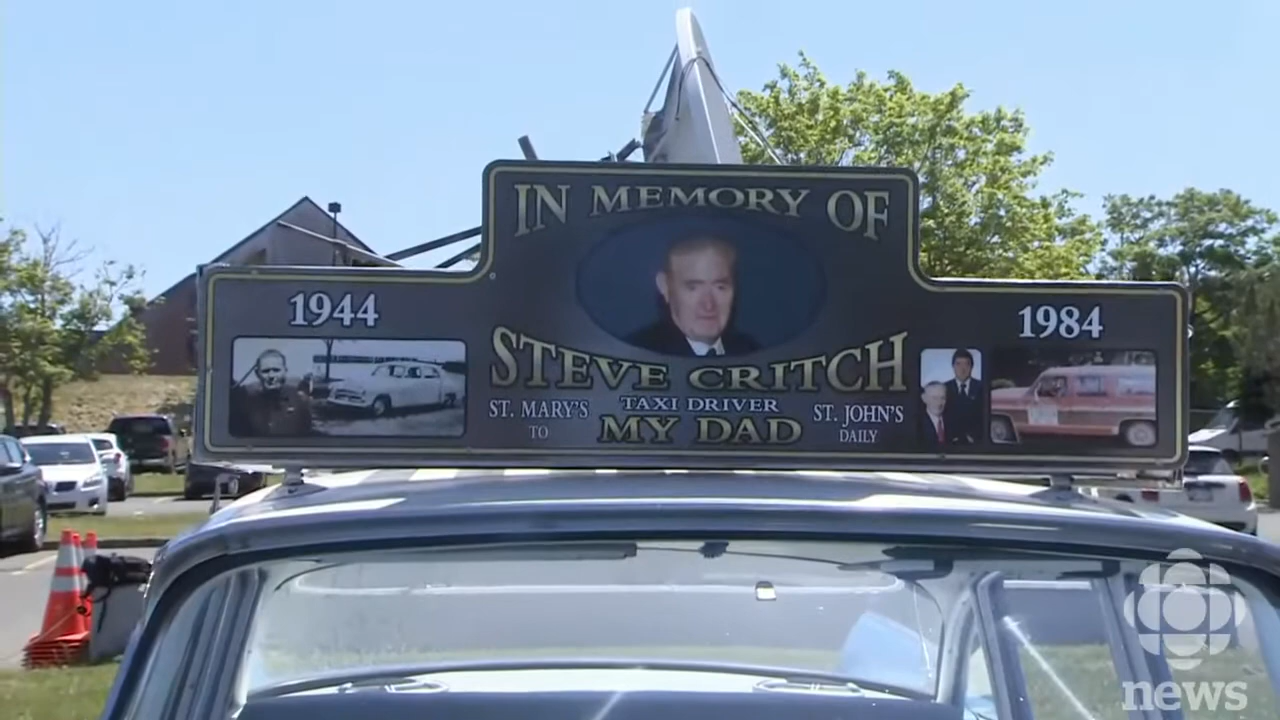 IN MEMORY OF
1944
1984
STEVE CRITCH
ST. MARY'S
TO
TAXI DRIVER
MY DAD
ST. JOHN'S
DAILY
news